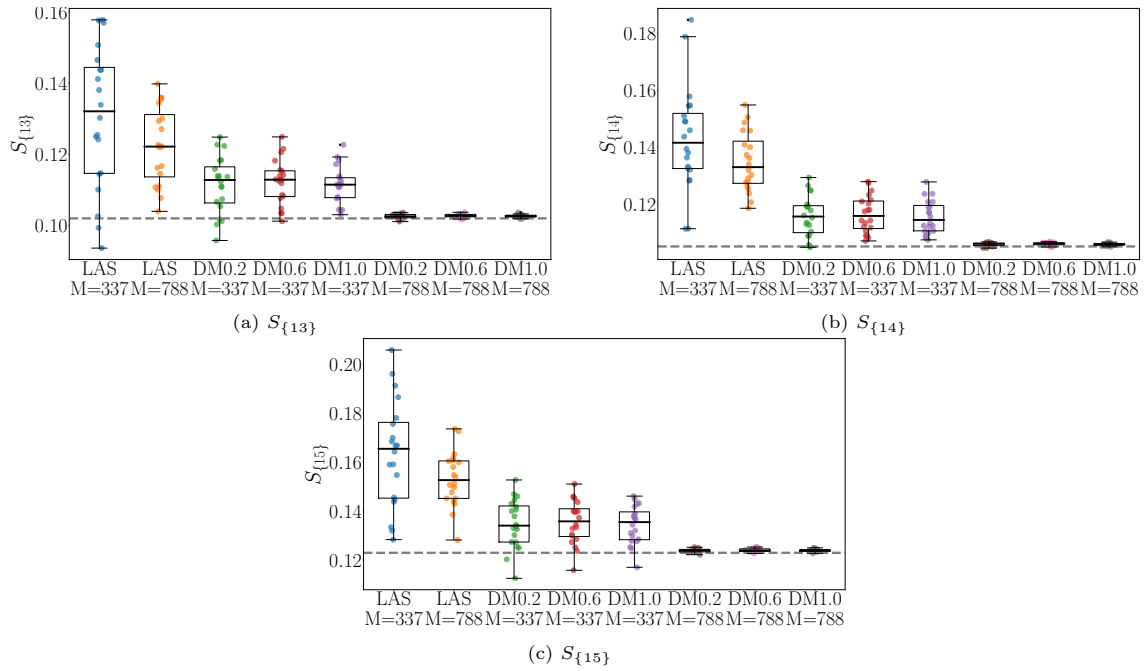 0.16
0.14
0.12
0.10
S{13}
LAS LAS DM0.2 DM0.6 DM1.0 DM0.2 DM0.6 DM1.0
M=337 M=788 M=337 M=337 M=337 M=788 M=788 M=788
(a) S{13}
0.18
0.16
0.14
0.12
S{14}
LAS LAS DM0.2 DM0.6 DM1.0 DM0.2 DM0.6 DM1.0
M=337 M=788 M=337 M=337 M=337 M=788 M=788 M=788
(b) S{14}
0.20
0.18
0.16
0.14
0.12
S{15}
LAS LAS DM0.2 DM0.6 DM1.0 DM0.2 DM0.6 DM1.0
M=337 M=788 M=337 M=337 M=337 M=788 M=788 M=788
(c) S{15}